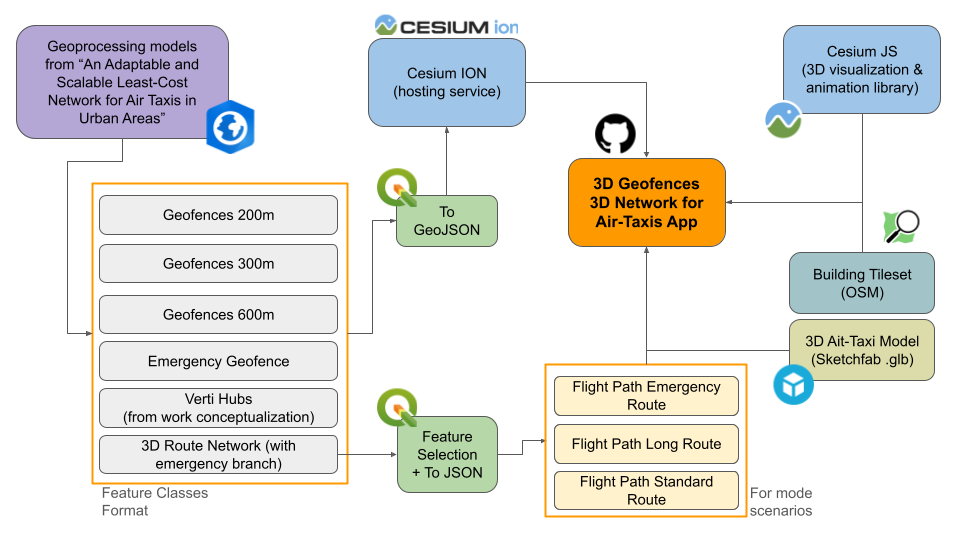 Geoprocessing models
from “An Adaptable and
Scalable Least-Cost
Network for Air Taxis in
Urban Areas”
CESIUM ion
Cesium ION
(hosting service)
Cesium JS
(3D visualization &
animation library)
3D Geofences
3D Network for
Air-Taxis App
To
GeoJSON
Geofences 200m
Geofences 300m
Geofences 600m
Emergency Geofence
Verti Hubs
(from work conceptualization)
3D Route Network (with
emergency branch)
Feature Classes
Format
Feature
Selection
+ To JSON
Building Tileset
(OSM)
3D Ait-Taxi Model
(Sketchfab .glb)
Flight Path Emergency
Route
Flight Path Long Route
Flight Path Standard
Route
For mode
scenarios